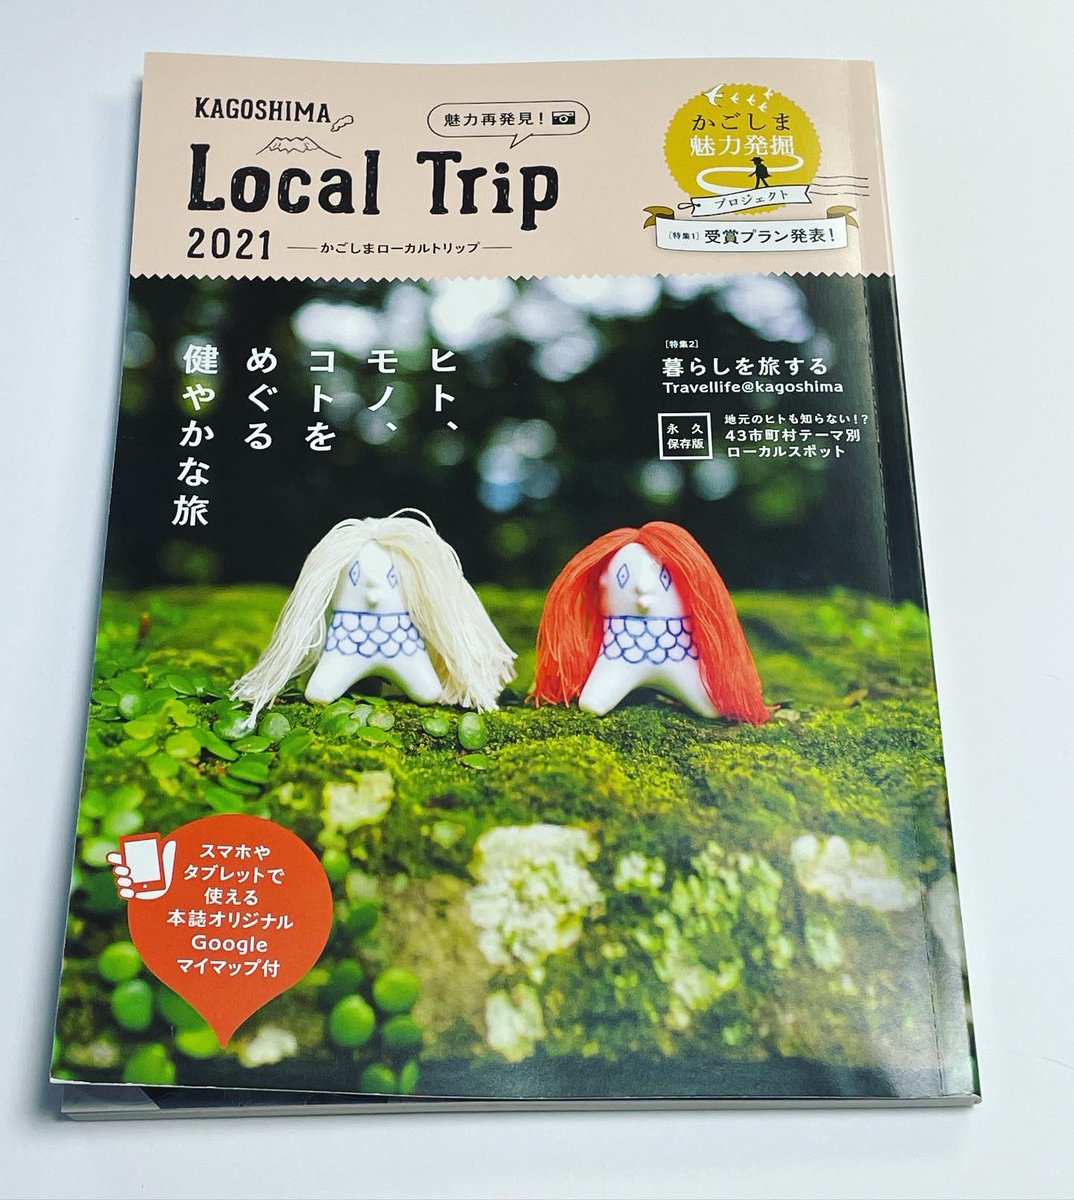 KAGOSHIMA
Local Trip
2021
かごしまローカルトリップ
魅力再発見!
かごしま
魅力発掘
プロジェクト
[特集1] 受賞プラン発表!
ヒト、
モノ、
コトを
めぐる
健やかな旅
[特集2]
暮らしを旅する
Travellife@kagoshima
永久
保存版
地元のヒトも知らない!?
43市町村テーマ別
ローカルスポット
スマホや
タブレットで
使える
本誌オリジナル
Google
マイマップ付